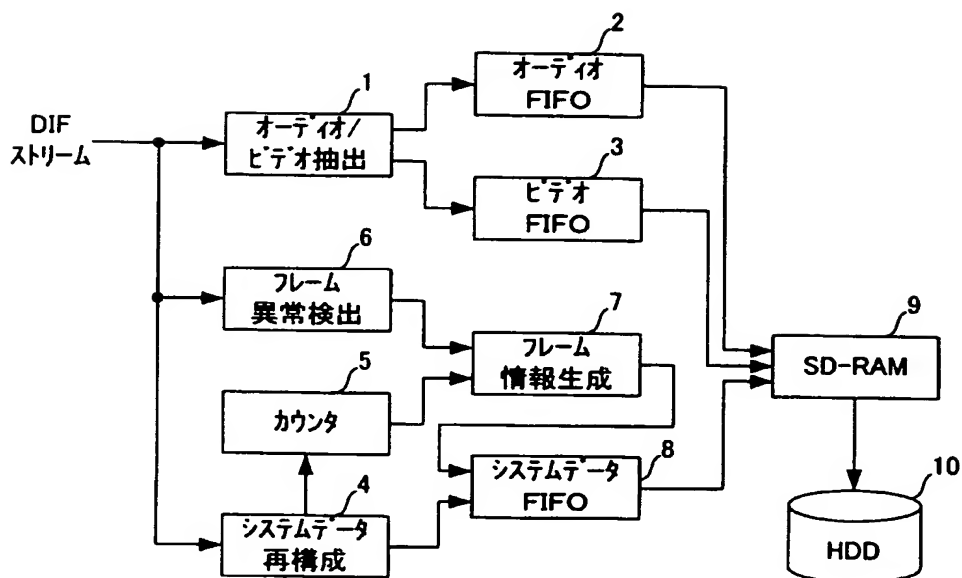 2
オーディオ
FIFO
1
DIF
ストリーム
オーディオ/
ビデオ抽出
3
ビデオ
FIFO
6
フレーム
異常検出
7
フレーム
情報生成
9
SD-RAM
5
カウンタ
4
システムデータ
再構成
8
システムデータ
FIFO
10
HDD